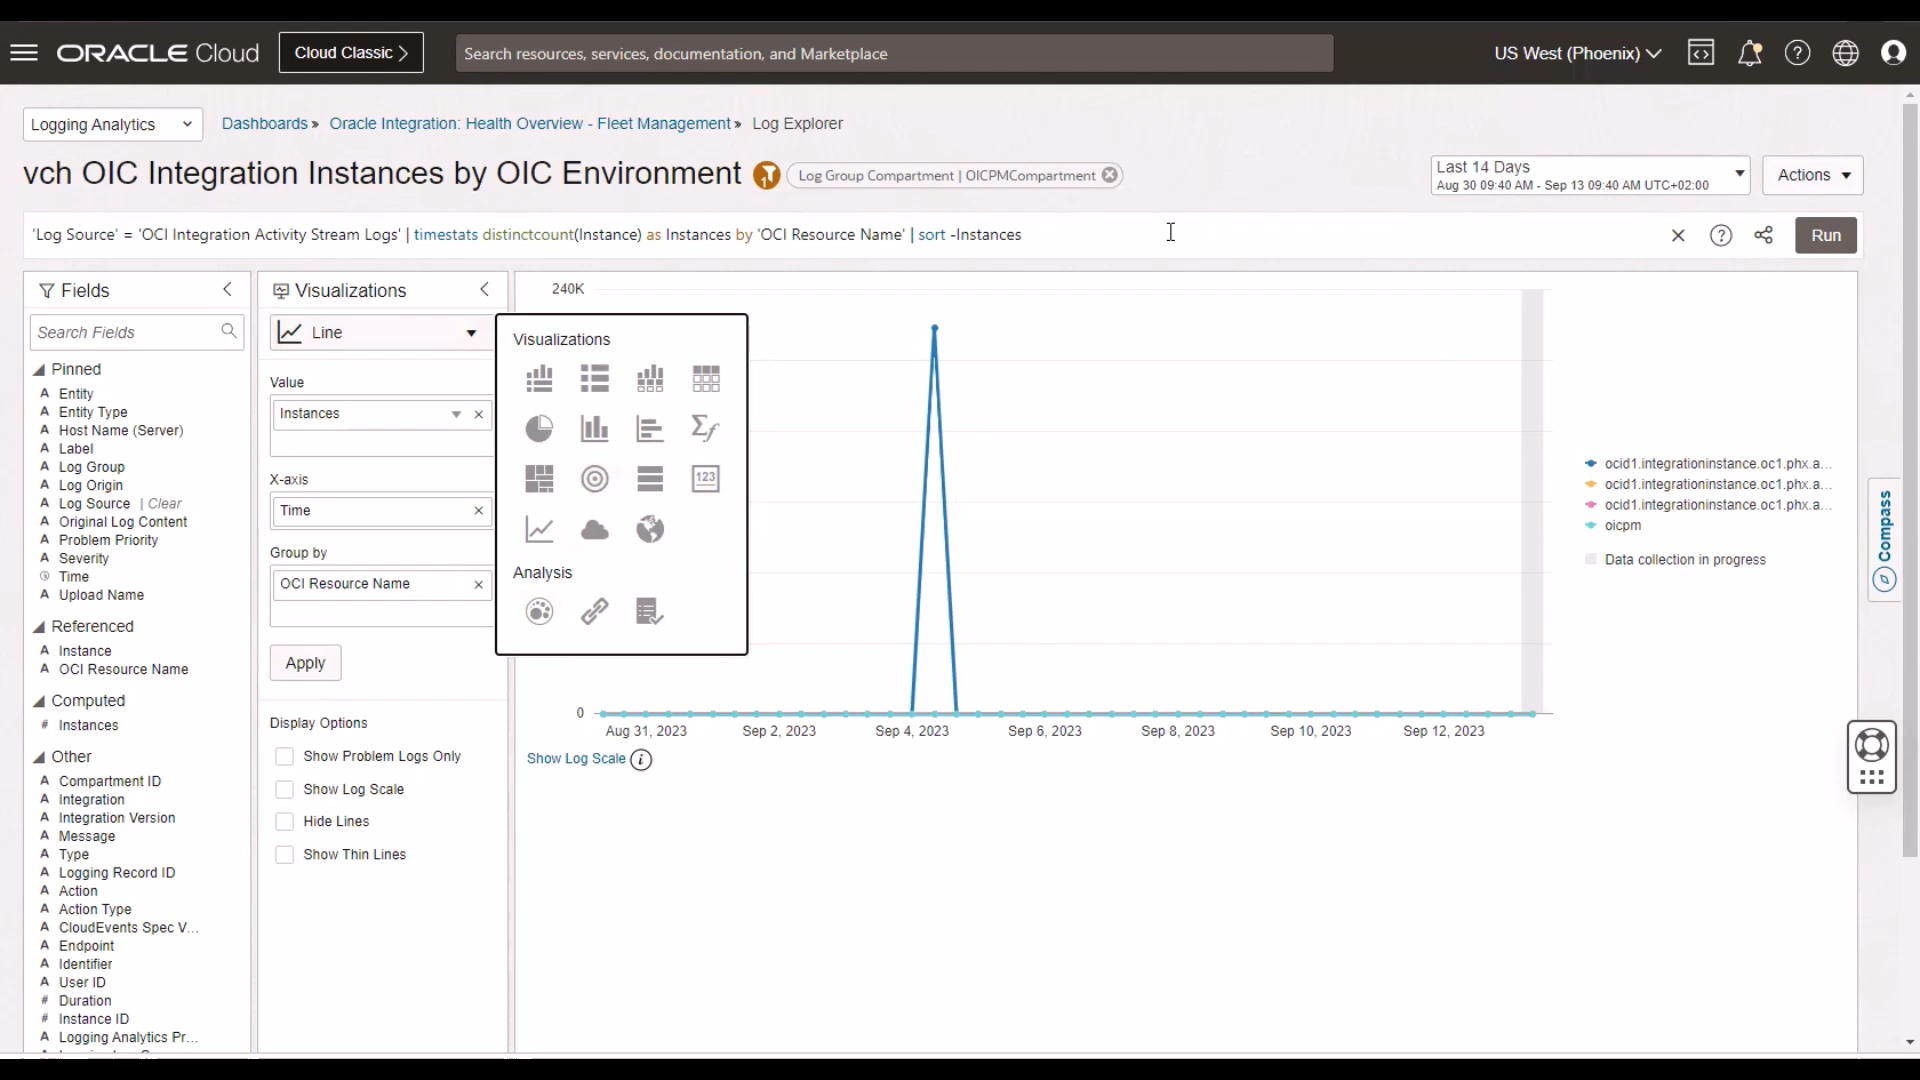 ORACLE Cloud
Cloud Classic
Search resources, services, documentation, and Marketplace
US West (Phoenix)
Logging Analytics
Dashboards »
Oracle Integration: Health Overview - Fleet Management »
Log Explorer
vch OIC Integration Instances by OIC Environment
Log Group Compartment | OICPMCompartment
Last 14 Days
Aug 30 09:40 AM - Sep 13 09:40 AM UTC+02:00
Actions
'Log Source' = 'OCI Integration Activity Stream Logs' | timestats distinctcount(Instance) as Instances by 'OCI Resource Name' | sort -Instances
Run
Fields
Search Fields
Pinned
A Entity
A Entity Type
A Host Name (Server)
A Label
A Log Group
A Log Origin
A Log Source | Clear
A Original Log Content
A Problem Priority
A Severity
Time
A Upload Name
Referenced
A Instance
A OCI Resource Name
Computed
# Instances
Other
A Compartment ID
A Integration
A Integration Version
A Message
A Type
A Logging Record ID
A Action
A Action Type
A CloudEvents Spec V...
A Endpoint
A Identifier
A User ID
# Duration
# Instance ID
A Logging Analytics Pr...
Visualizations
Line
Value
Instances
X-axis
Time
Group by
OCI Resource Name
Apply
Display Options
Show Problem Logs Only
Show Log Scale
Hide Lines
Show Thin Lines
Visualizations
123
Analysis
240K
0
Aug 31, 2023
Sep 2, 2023
Sep 4, 2023
Sep 6, 2023
Sep 8, 2023
Sep 10, 2023
Sep 12, 2023
Show Log Scale
ocid1.integrationinstance.oc1.phx.a...
ocid1.integrationinstance.oc1.phx.a...
ocid1.integrationinstance.oc1.phx.a...
oicpm
Data collection in progress
Compass